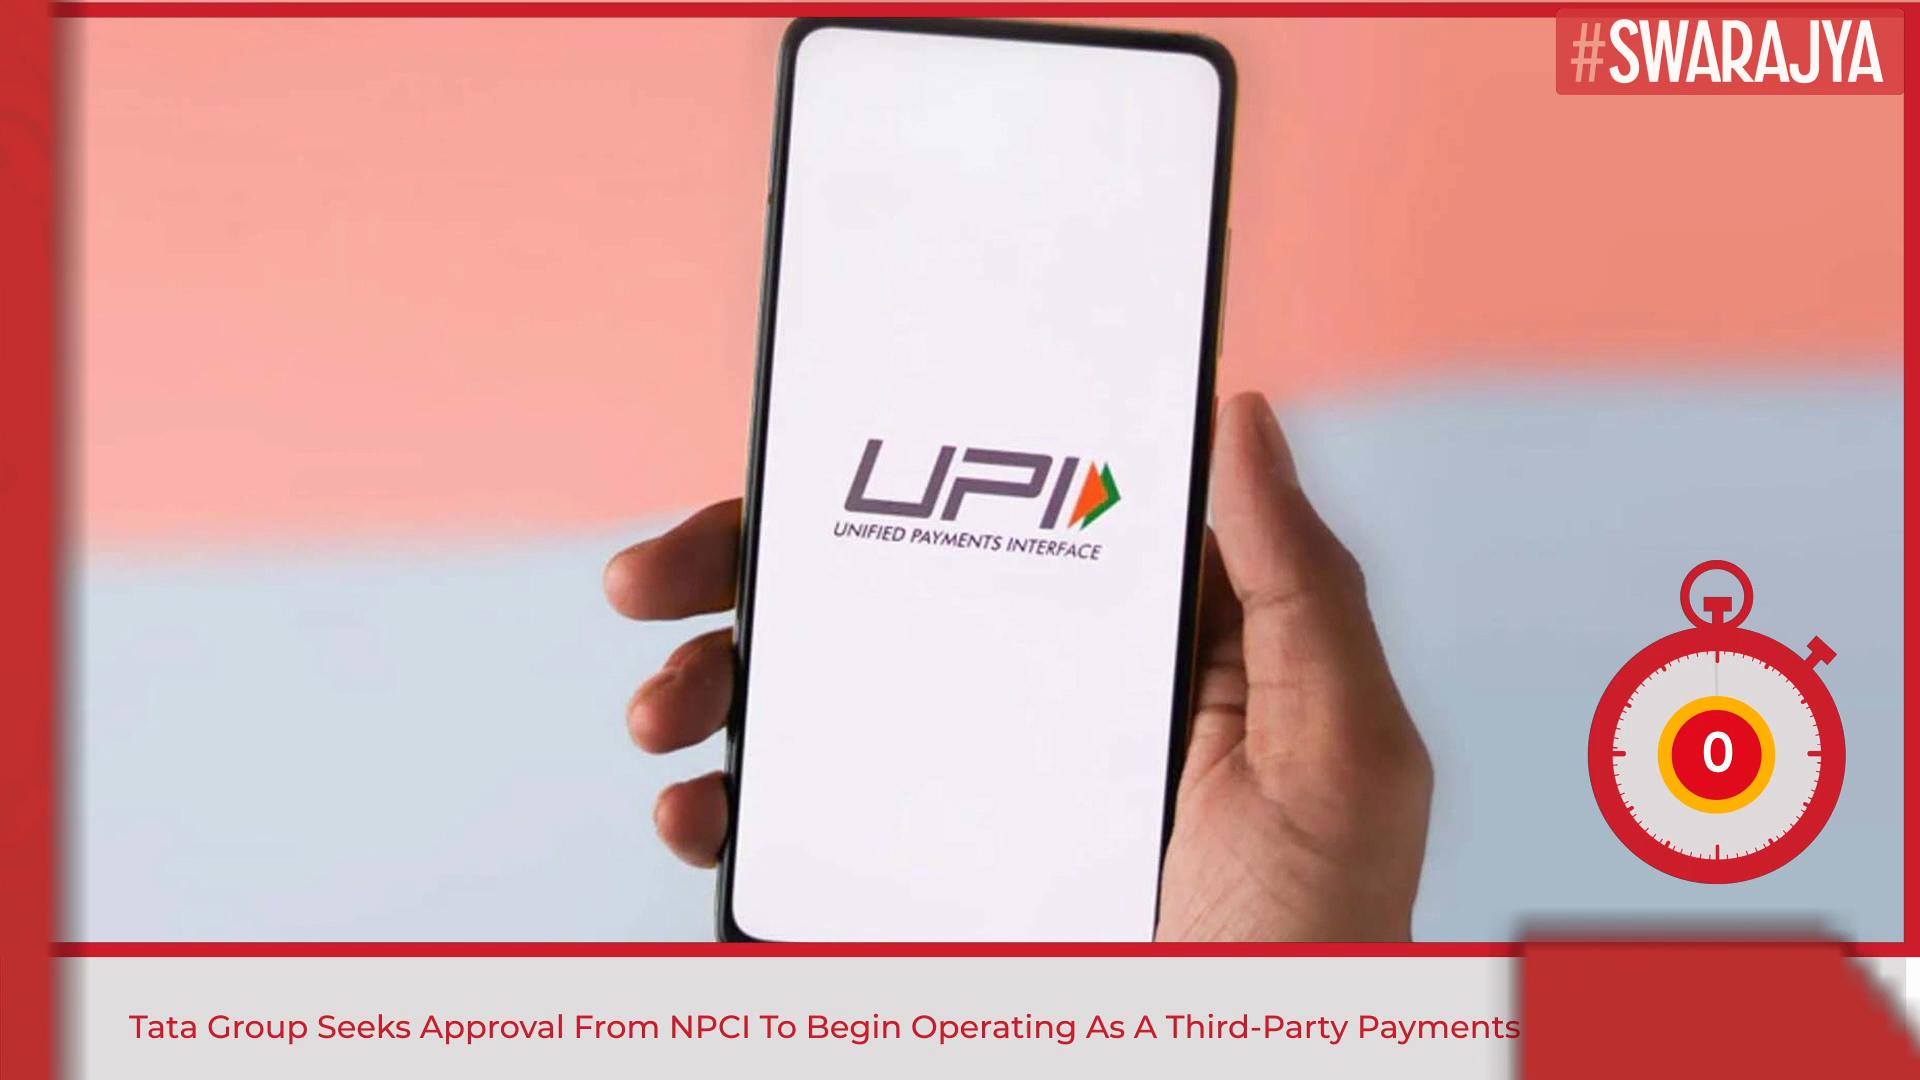 #SWARAJYA
UPI
UNIFIED PAYMENTS INTERFACE
0
Tata Group Seeks Approval From NPCI To Begin Operating As A Third-Party Payments